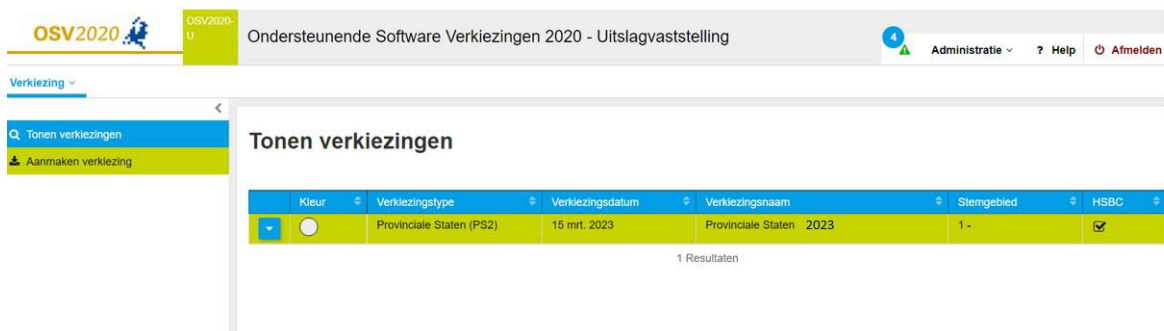 OSV2020
OSV2020-
U
Ondersteunende Software Verkiezingen 2020 - Uitslagvaststelling
4
Administratie
? Help
Afmelden
Verkiezing
Tonen verkiezingen
Aanmaken verkiezing
Tonen verkiezingen
Kleur Verkiezingstype Verkiezingsdatum Verkiezingsnaam Stemgebied HSBC
Provinciale Staten (PS2) 15 mrt. 2023 Provinciale Staten 2023 1 -
1 Resultaten